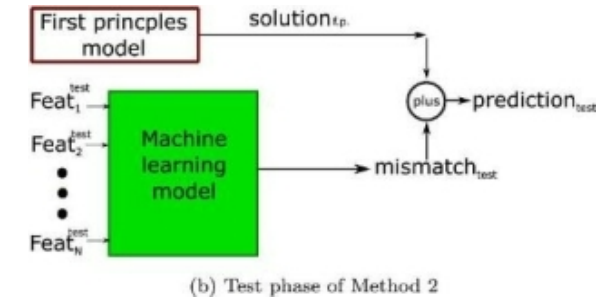 First princples
model
solution f.p.
Feat 1 test
Feat 2 test
Feat N test
Machine
learning
model
plus
prediction test
mismatch test
(b) Test phase of Method 2